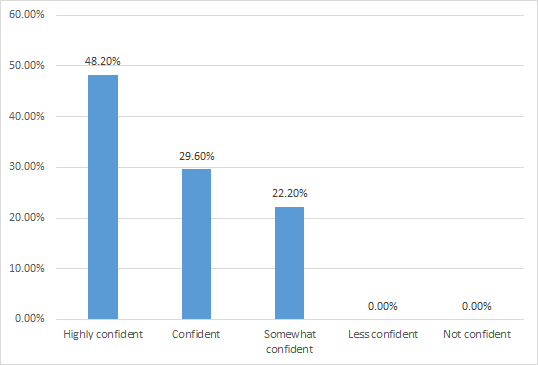 60.00%
50.00%
40.00%
30.00%
20.00%
10.00%
0.00%
48.20%
29.60%
22.20%
0.00%
0.00%
Highly confident
Confident
Somewhat
confident
Less confident
Not confident